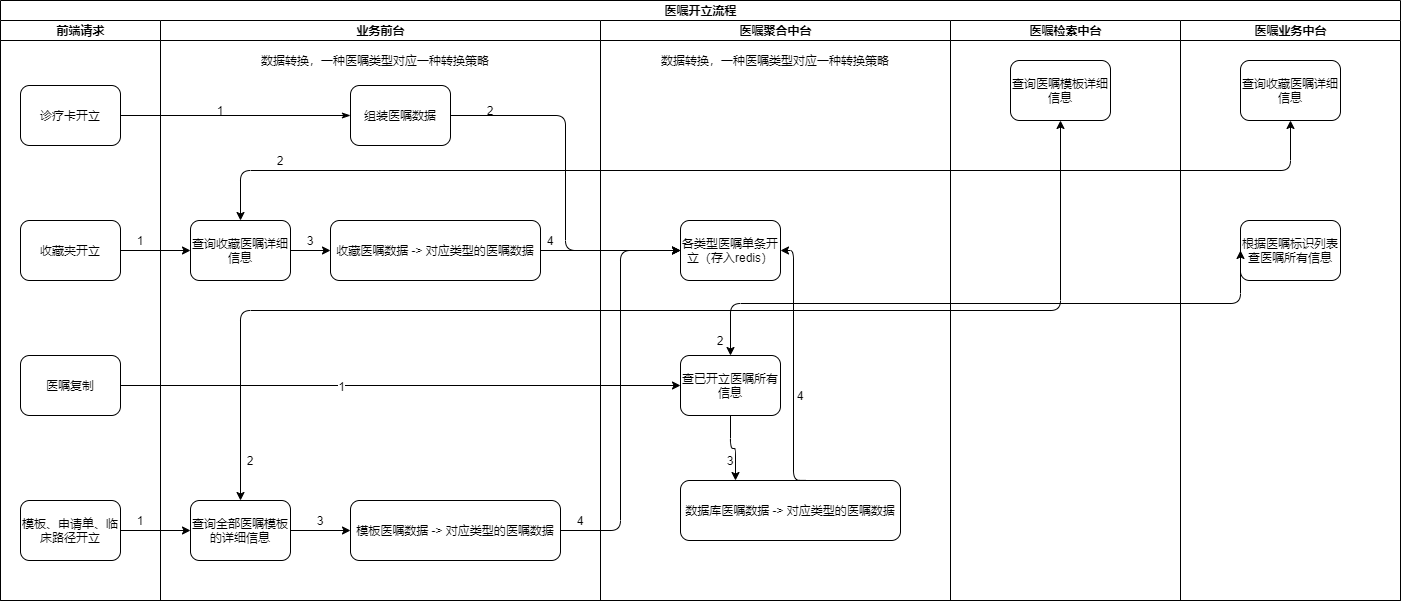 医嘱开立流程
前端请求
业务前台
医嘱聚合中台
医嘱检索中台
医嘱业务中台
数据转换，一种医嘱类型对应一种转换策略
数据转换，一种医嘱类型对应一种转换策略
查询医嘱模板详细
信息
查询收藏医嘱详细
信息
诊疗卡开立
1
组装医嘱数据
2
2
收藏夹开立
1
查询收藏医嘱详细
信息
3
收藏医嘱数据 -> 对应类型的医嘱数据
4
各类型医嘱单条开
立（存入redis）
根据医嘱标识列表
查医嘱所有信息
2
医嘱复制
1
查已开立医嘱所有
信息
4
2
3
模板、申请单、临
床路径开立
1
查询全部医嘱模板
的详细信息
3
模板医嘱数据 -> 对应类型的医嘱数据
4
数据库医嘱数据 -> 对应类型的医嘱数据